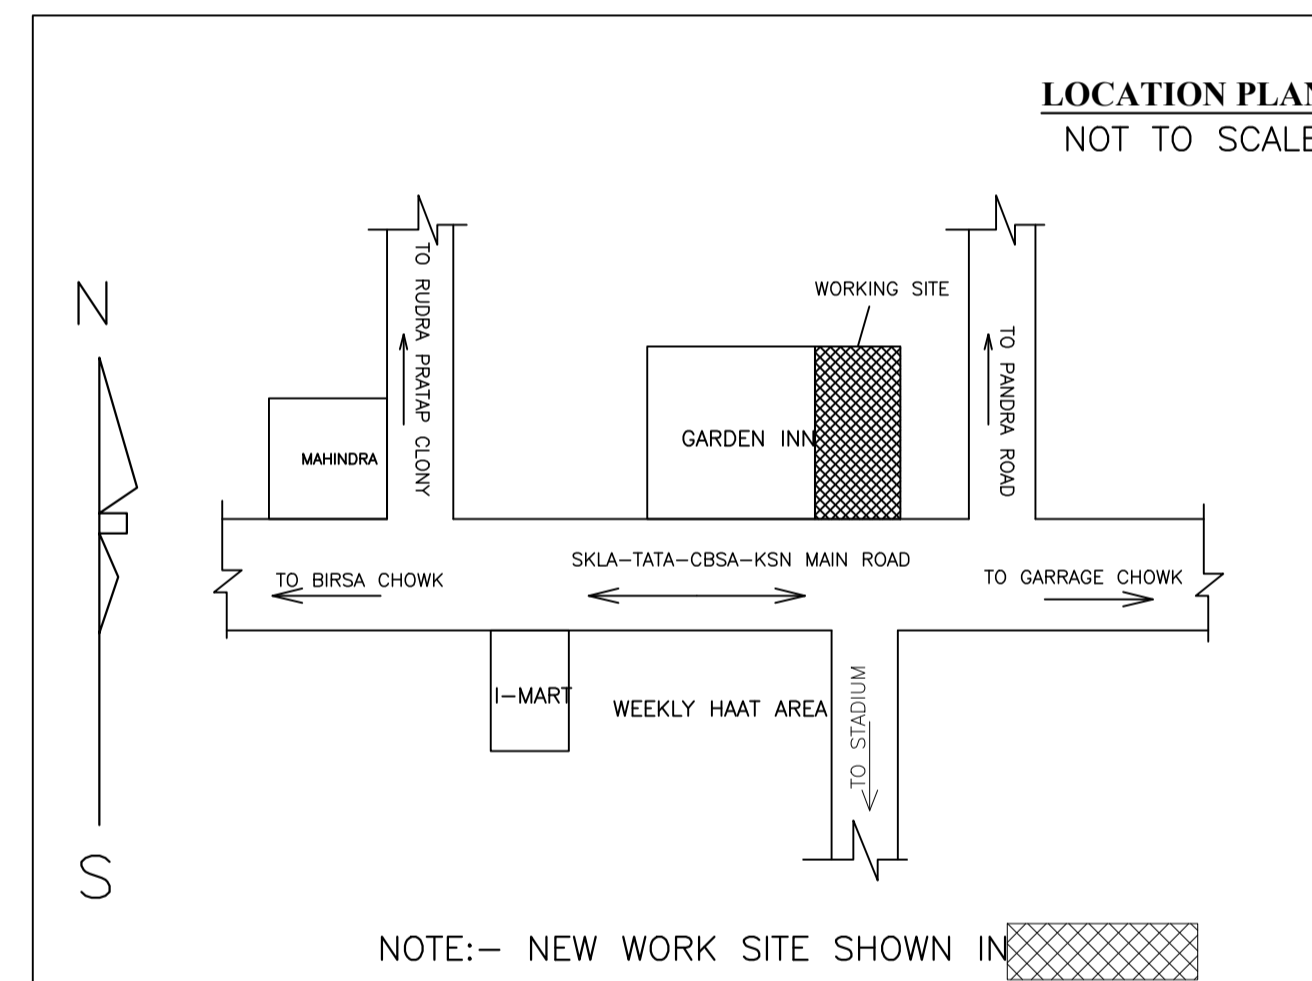 LOCATION PLAN
NOT TO SCALE
N
WORKING SITE
TO RUDRA PRATAP CLONY
TO PANDRA ROAD
GARDEN INN
MAHINDRA
SKLA-TATA-CBSA-KSN MAIN ROAD
TO BIRSA CHOWK
TO GARRAGE CHOWK
I-MART
WEEKLY HAAT AREA
TO STADIUM
S
NOTE:- NEW WORK SITE SHOWN IN